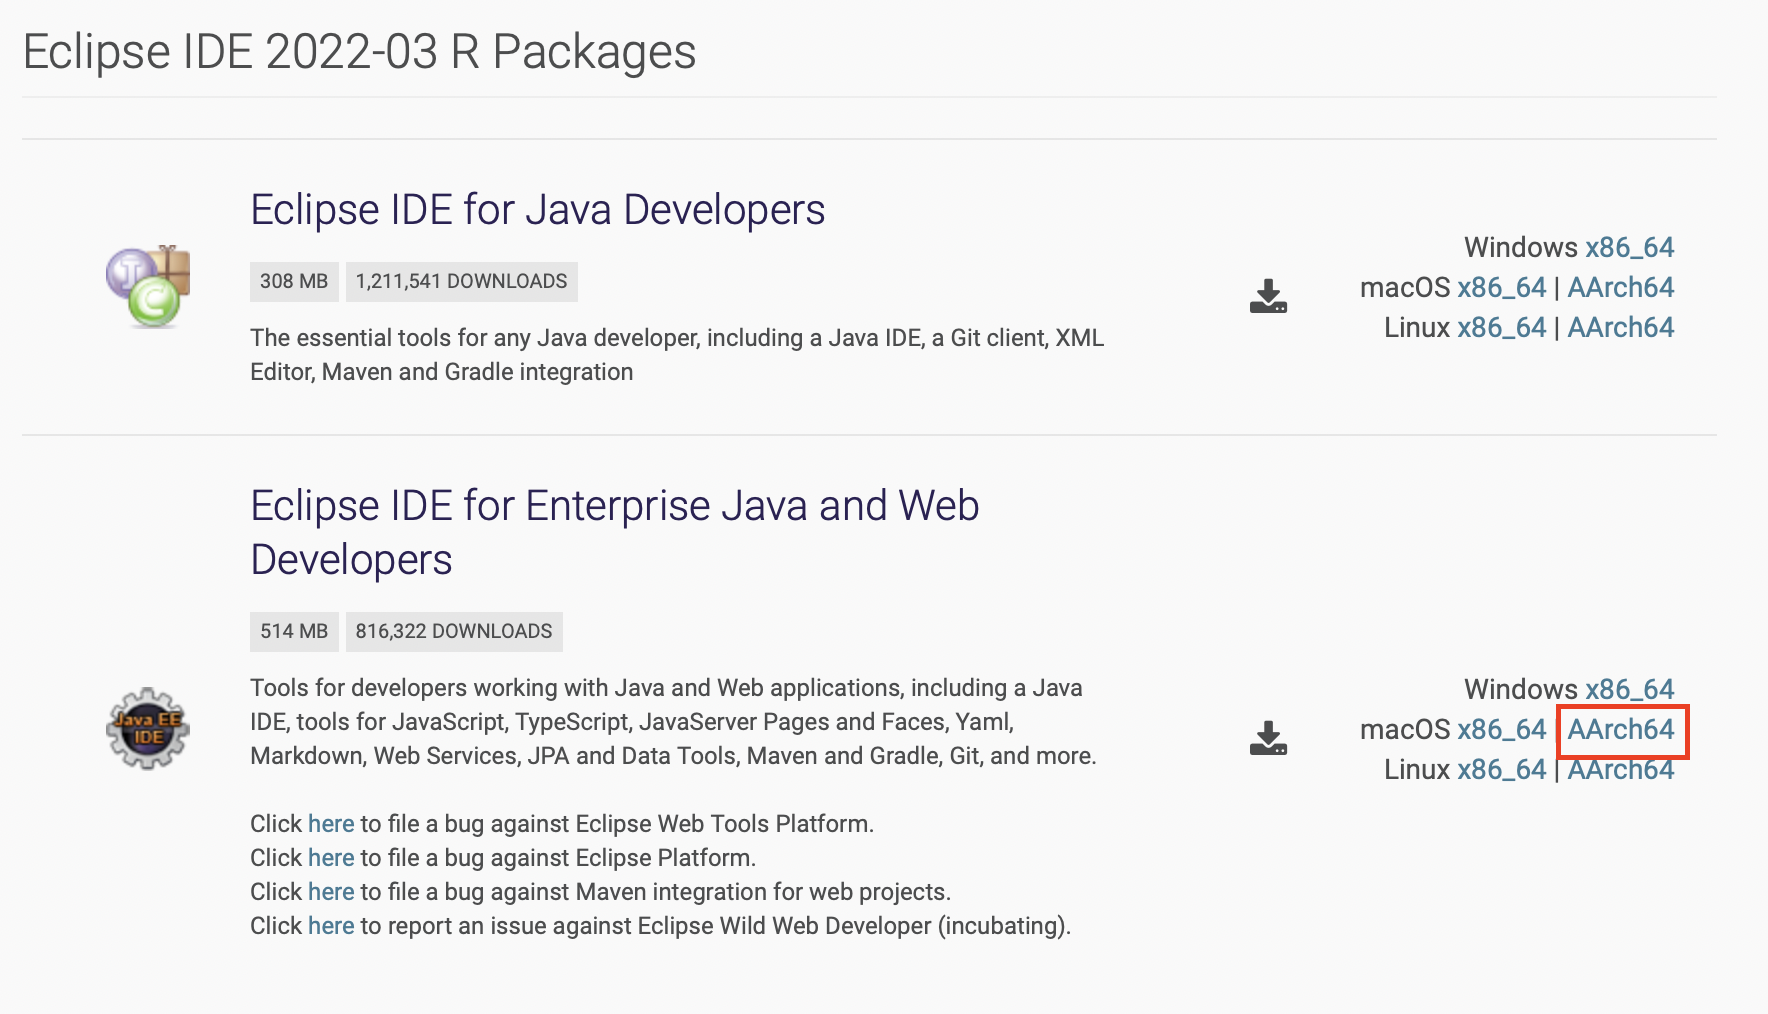 Eclipse IDE 2022-03 R Packages
Eclipse IDE for Java Developers
308 MB
1,211,541 DOWNLOADS
The essential tools for any Java developer, including a Java IDE, a Git client, XML
Editor, Maven and Gradle integration
Windows x86_64
macOS x86_64 | AArch64
Linux x86_64 | AArch64
Eclipse IDE for Enterprise Java and Web
Developers
514 MB
816,322 DOWNLOADS
Java EE
IDE
Tools for developers working with Java and Web applications, including a Java
IDE, tools for JavaScript, TypeScript, JavaServer Pages and Faces, Yaml,
Markdown, Web Services, JPA and Data Tools, Maven and Gradle, Git, and more.
Click here to file a bug against Eclipse Web Tools Platform.
Click here to file a bug against Eclipse Platform.
Click here to file a bug against Maven integration for web projects.
Click here to report an issue against Eclipse Wild Web Developer (incubating).
Windows x86_64
macOS x86_64 AArch64
Linux x86_64 | AArch64